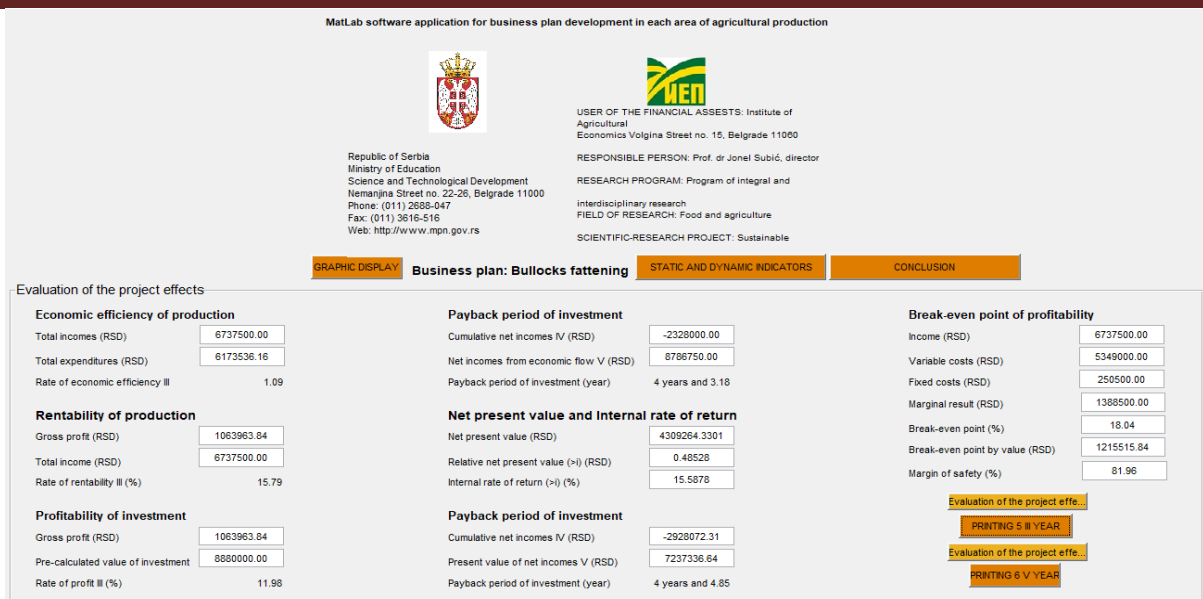 MatLab software application for business plan development in each area of agricultural production
ИЕП
Republic of Serbia
Ministry of Education
Science and Technological Development
Nemanjina Street no. 22-26, Belgrade 11000
Phone: (011) 2688-047
Fax: (011) 3616-516
Web: http://www.mpn.gov.rs
USER OF THE FINANCIAL ASSESTS: Institute of
Agricultural
Economics Volgina Street no. 15, Belgrade 11060
RESPONSIBLE PERSON: Prof. dr Jonel Subić, director
RESEARCH PROGRAM: Program of integral and
interdisciplinary research
FIELD OF RESEARCH: Food and agriculture
SCIENTIFIC-RESEARCH PROJECT: Sustainable
GRAPHIC DISPLAY
Business plan: Bullocks fattening
STATIC AND DYNAMIC INDICATORS
CONCLUSION
Evaluation of the project effects
Economic efficiency of production
Total incomes (RSD) 6737500.00
Total expenditures (RSD) 6173536.16
Rate of economic efficiency III 1.09
Rentability of production
Gross profit (RSD) 1063963.84
Total income (RSD) 6737500.00
Rate of rentability III (%) 15.79
Profitability of investment
Gross profit (RSD) 1063963.84
Pre-calculated value of investment 8880000.00
Rate of profit III (%) 11.98
Payback period of investment
Cumulative net incomes IV (RSD) -2328000.00
Net incomes from economic flow V (RSD) 8786750.00
Payback period of investment (year) 4 years and 3.18
Net present value and Internal rate of return
Net present value (RSD) 4309264.3301
Relative net present value (>i) (RSD) 0.48528
Internal rate of return (>i) (%) 15.5878
Payback period of investment
Cumulative net incomes IV (RSD) -2928072.31
Present value of net incomes V (RSD) 7237336.64
Payback period of investment (year) 4 years and 4.85
Break-even point of profitability
Income (RSD) 6737500.00
Variable costs (RSD) 5349000.00
Fixed costs (RSD) 250500.00
Marginal result (RSD) 1388500.00
Break-even point (%) 18.04
Break-even point by value (RSD) 1215515.84
Margin of safety (%) 81.96
Evaluation of the project effe...
PRINTING 5 III YEAR
Evaluation of the project effe...
PRINTING 6 V YEAR